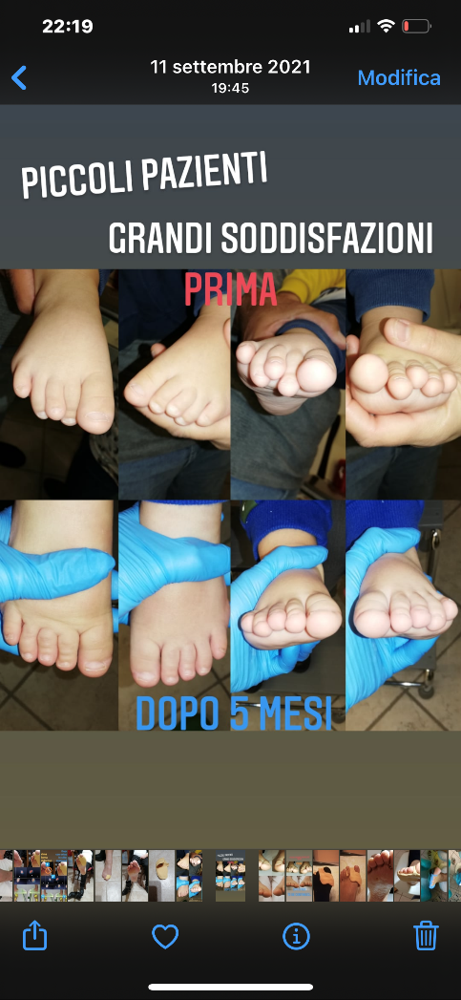 22:19
11 settembre 2021
19:45
Modifica
PICCOLI PAZIENTI
GRANDI SODDISFAZIONI
PRIMA
DOPO 5 MESI